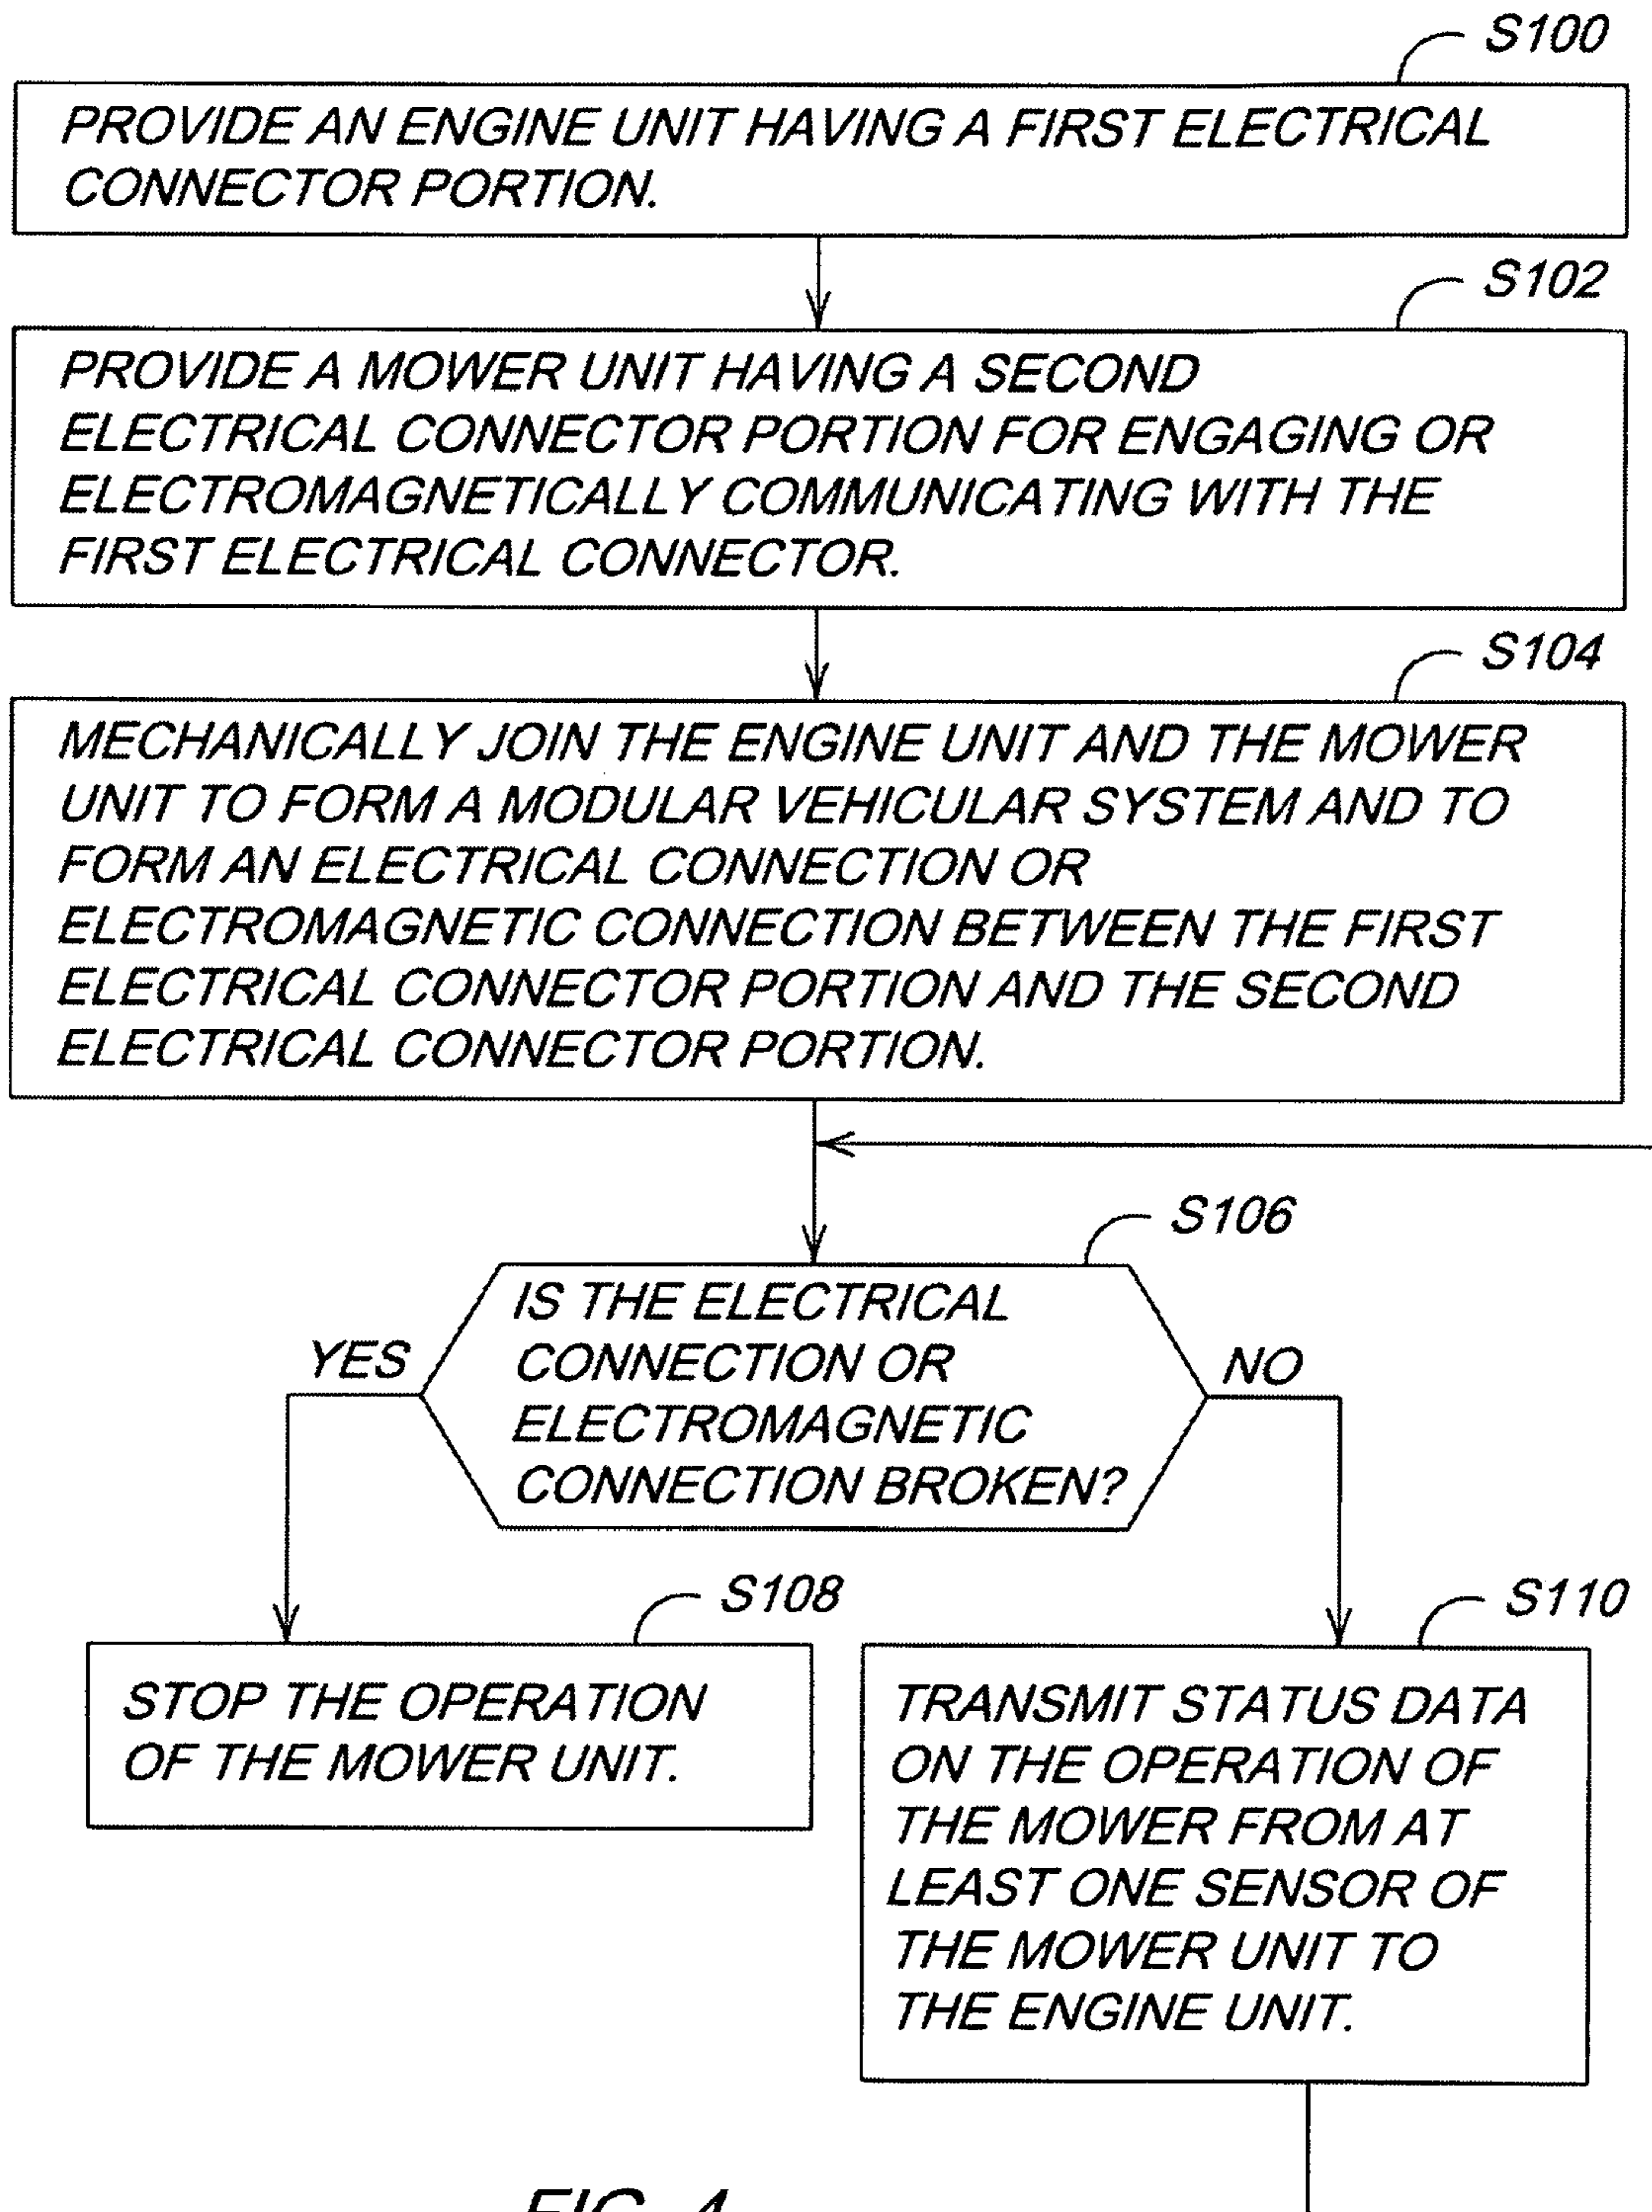 S100
PROVIDE AN ENGINE UNIT HAVING A FIRST ELECTRICAL
CONNECTOR PORTION.
S102
PROVIDE A MOWER UNIT HAVING A SECOND
ELECTRICAL CONNECTOR PORTION FOR ENGAGING OR
ELECTROMAGNETICALLY COMMUNICATING WITH THE
FIRST ELECTRICAL CONNECTOR.
S104
MECHANICALLY JOIN THE ENGINE UNIT AND THE MOWER
UNIT TO FORM A MODULAR VEHICULAR SYSTEM AND TO
FORM AN ELECTRICAL CONNECTION OR
ELECTROMAGNETIC CONNECTION BETWEEN THE FIRST
ELECTRICAL CONNECTOR PORTION AND THE SECOND
ELECTRICAL CONNECTOR PORTION.
S106
IS THE ELECTRICAL
CONNECTION OR
ELECTROMAGNETIC
CONNECTION BROKEN?
YES
NO
S108
STOP THE OPERATION
OF THE MOWER UNIT.
S110
TRANSMIT STATUS DATA
ON THE OPERATION OF
THE MOWER FROM AT
LEAST ONE SENSOR OF
THE MOWER UNIT TO
THE ENGINE UNIT.